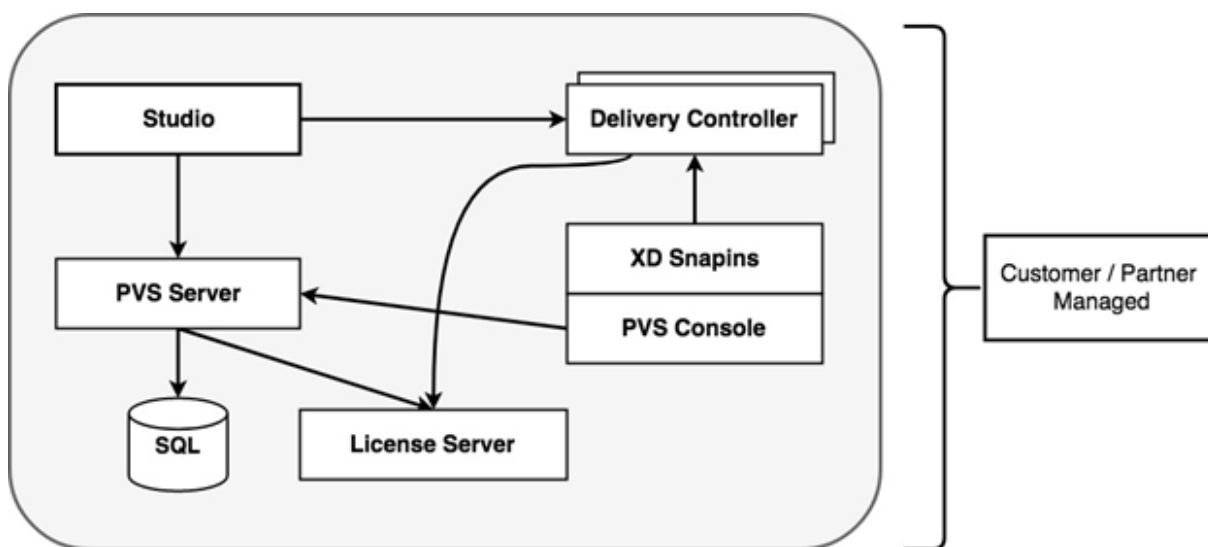 Studio
Delivery Controller
XD Snapins
PVS Server
PVS Console
SQL
License Server
Customer / Partner
Managed